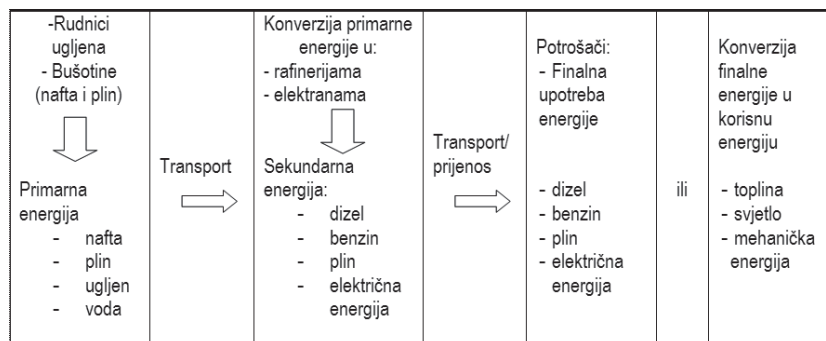 -Rudnici
ugljena
- Bušotine
(nafta i plin)
Primarna
energija
- nafta
- plin
- ugljen
- voda
Transport
Konverzija primarne
energije u:
- rafinerijama
- elektranama
Sekundarna
energija:
- dizel
- benzin
- plin
- električna
energija
Transport/
prijenos
Potrošači:
- Finalna
upotreba
energije
- dizel
- benzin
- plin
- električna
energija
ili
Konverzija
finalne
energije u
korisnu
energiju
- toplina
- svjetlo
- mehanička
energija